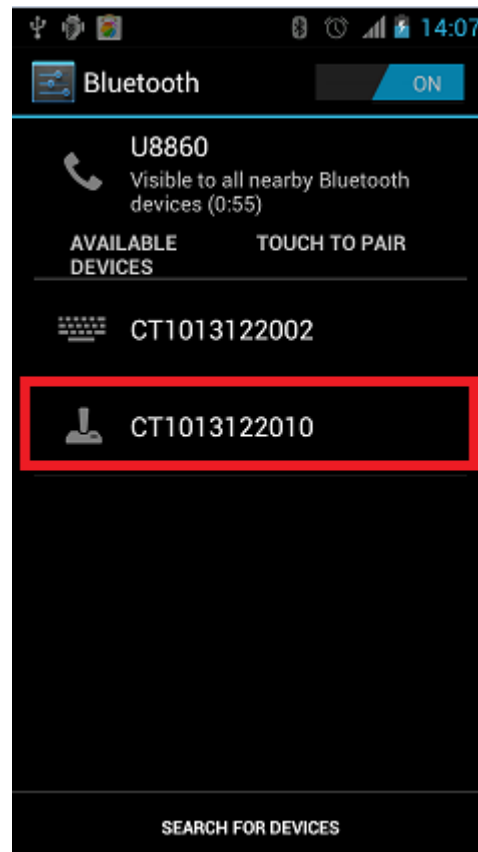 14:07
Bluetooth
ON
U8860
Visible to all nearby Bluetooth
devices (0:55)
AVAILABLE TOUCH TO PAIR
DEVICES
CT1013122002
CT1013122010
SEARCH FOR DEVICES